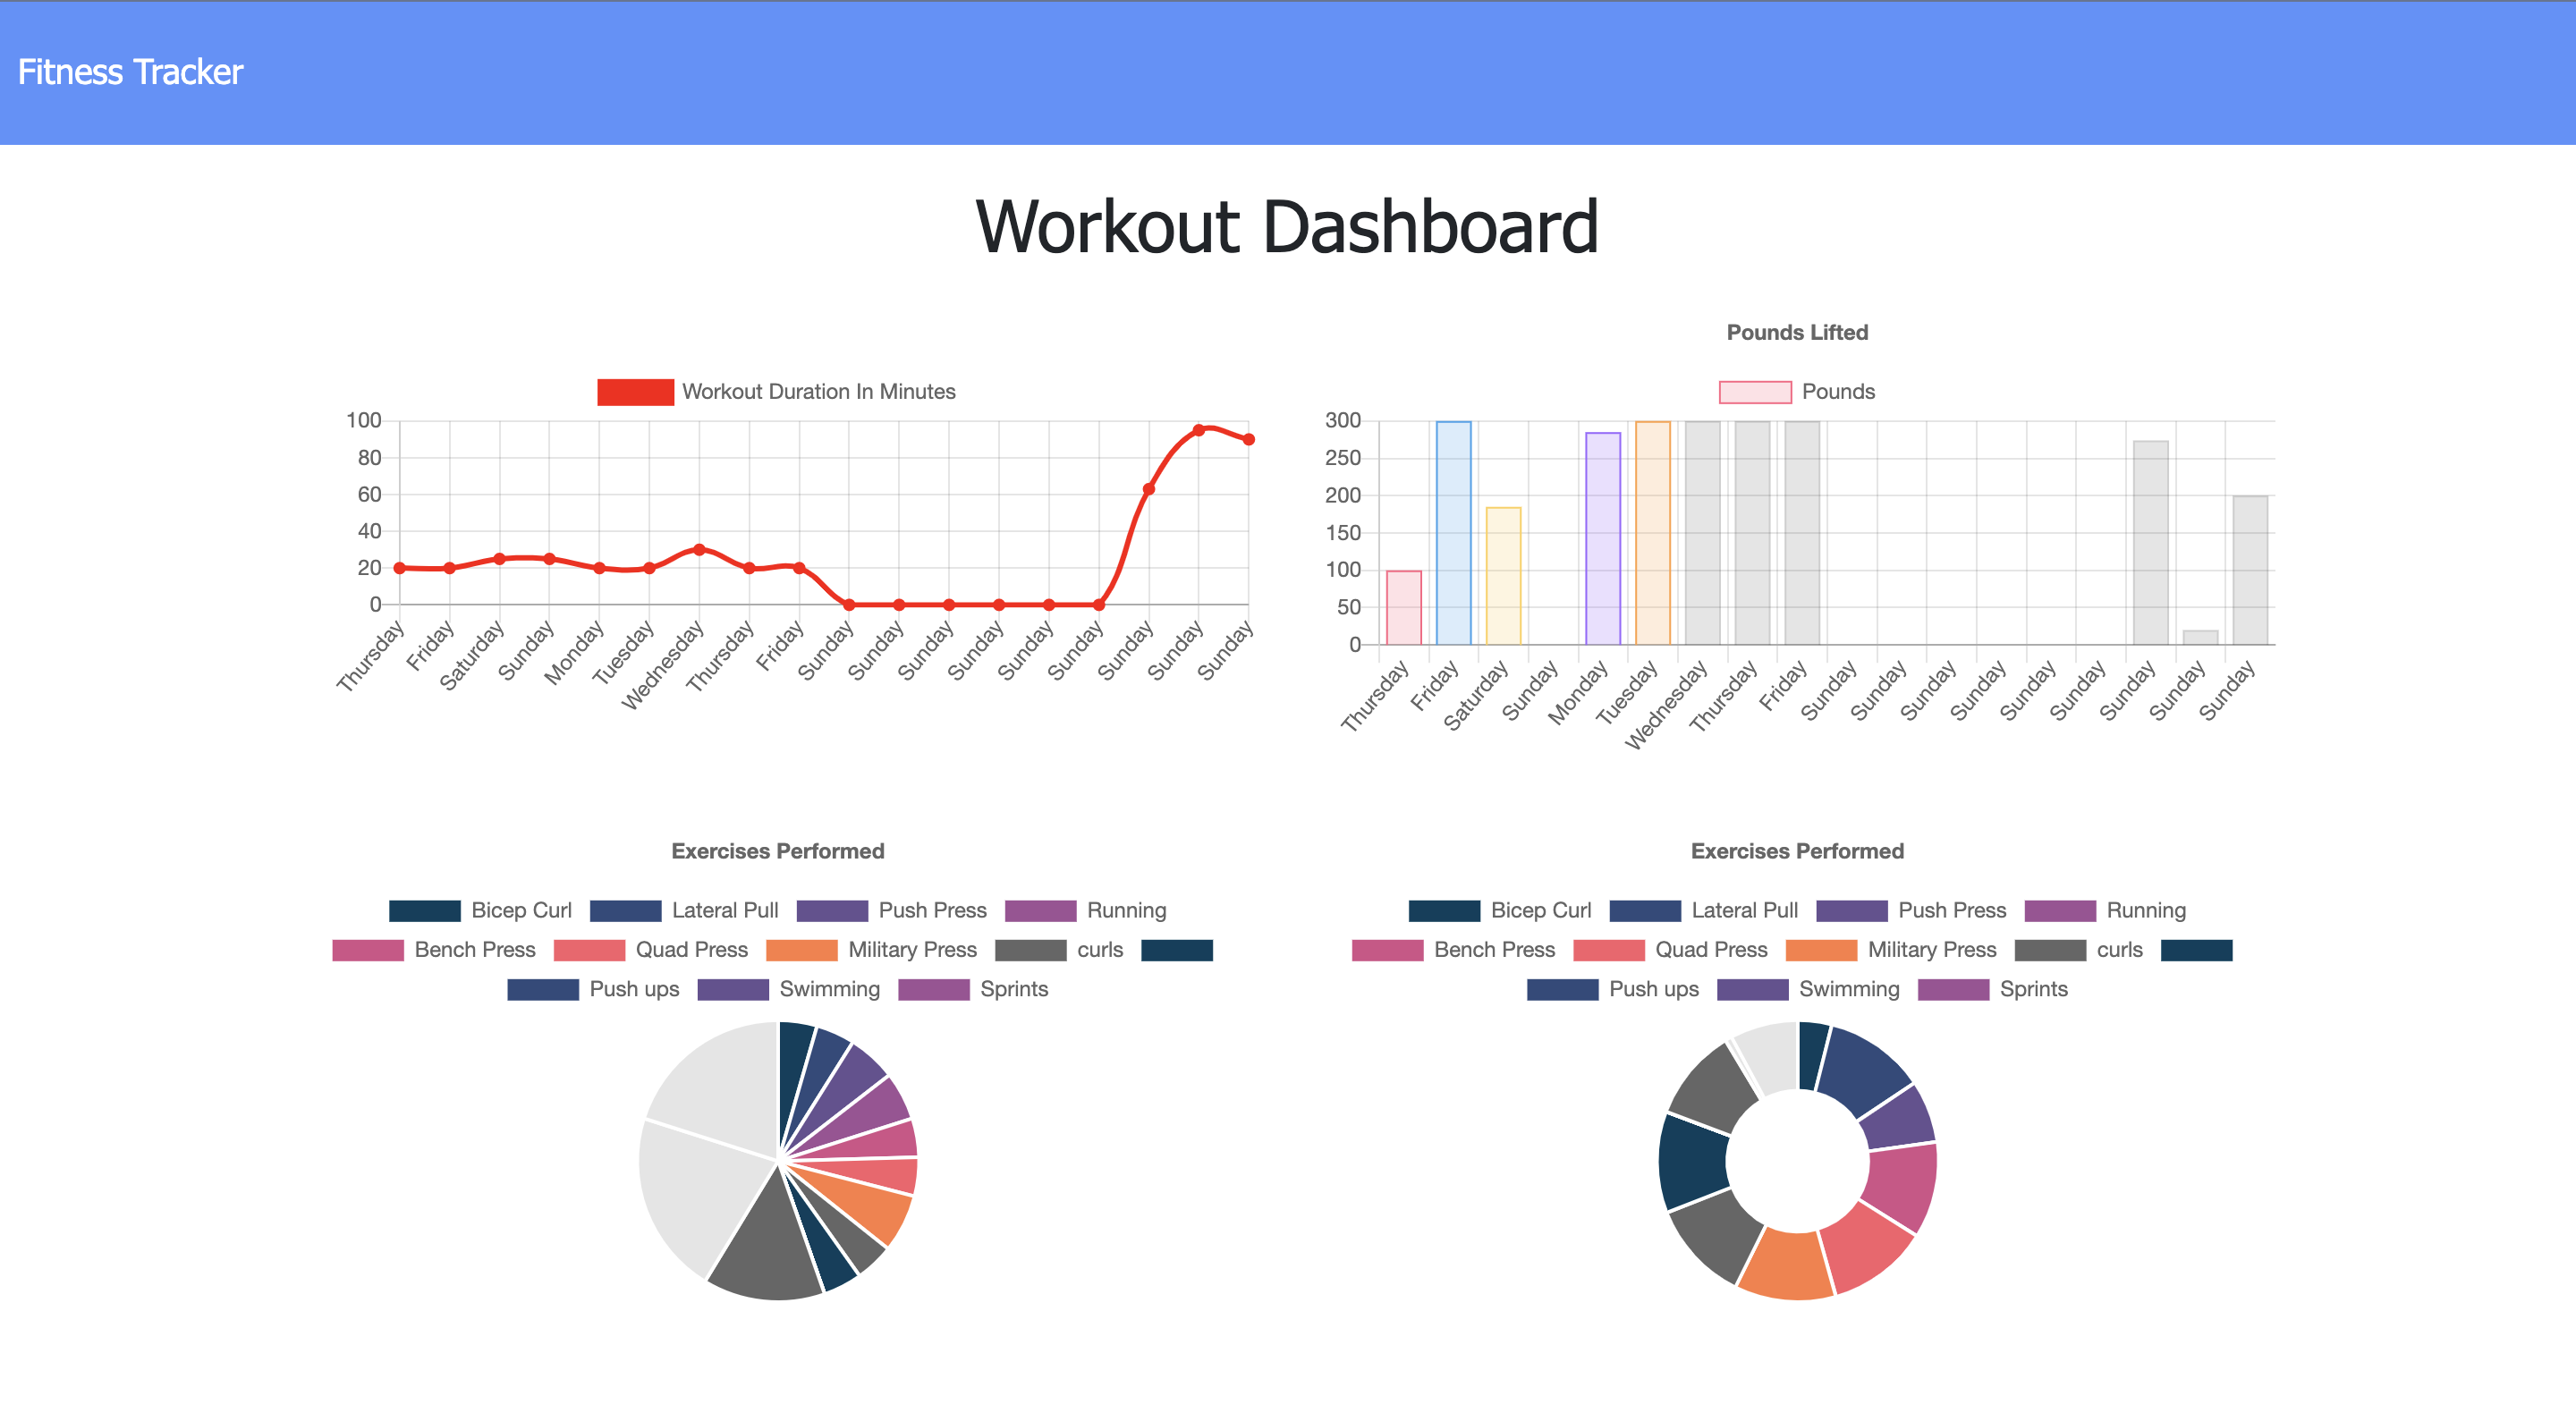 Fitness Tracker
Workout Dashboard
Workout Duration In Minutes
100
80
60
40
20
0
Thursday Friday Saturday Sunday Monday Tuesday Wednesday Thursday Friday Sunday Sunday Sunday Sunday Sunday Sunday Sunday Sunday Sunday
Pounds Lifted
Pounds
300
250
200
150
100
50
0
Thursday Friday Saturday Sunday Monday Tuesday Wednesday Thursday Friday Sunday Sunday Sunday Sunday Sunday Sunday Sunday Sunday Sunday
Exercises Performed
Bicep Curl Lateral Pull Push Press Running
Bench Press Quad Press Military Press curls
Push ups Swimming Sprints
Exercises Performed
Bicep Curl Lateral Pull Push Press Running
Bench Press Quad Press Military Press curls
Push ups Swimming Sprints